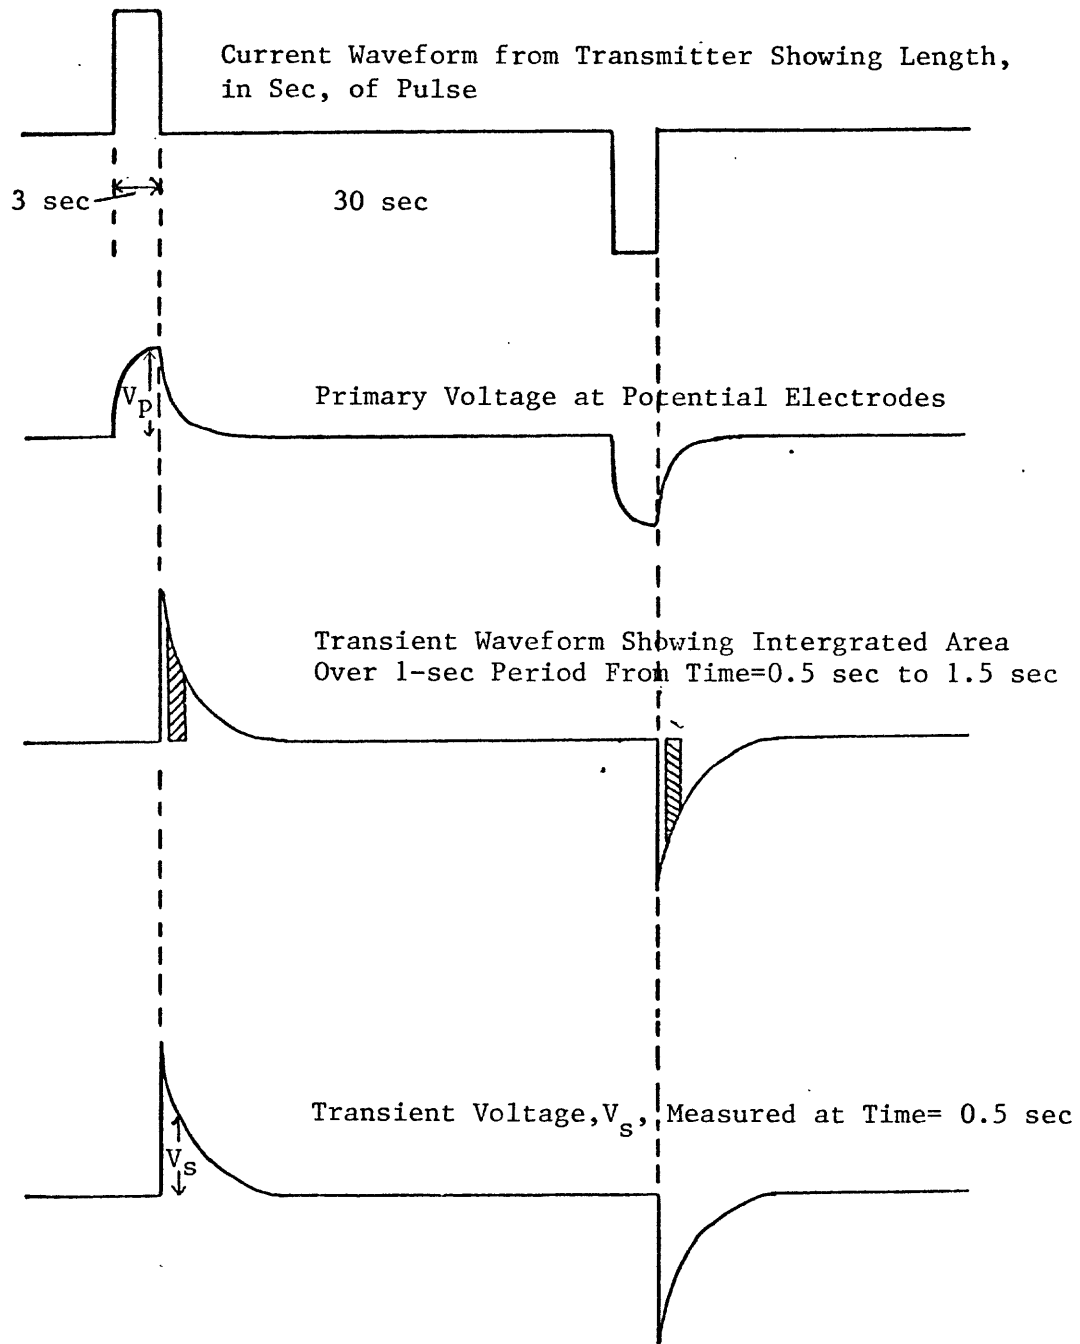 Current Waveform from Transmitter Showing Length,
in Sec, of Pulse
3 sec
30 sec
Vp
Primary Voltage at Potential Electrodes
Transient Waveform Showing Intergrated Area
Over 1-sec Period From Time=0.5 sec to 1.5 sec
Transient Voltage,Vs, Measured at Time= 0.5 sec
Vs